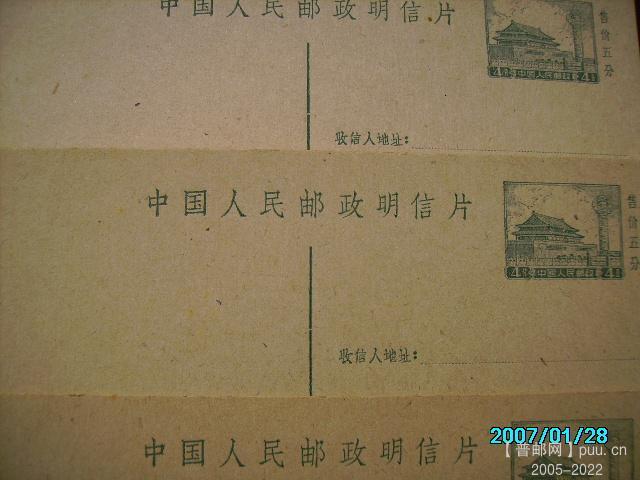 中国人民邮政明信片
售价五分
4分 中国人民邮政 4分
收信人地址：
中国人民邮政明信片
售价五分
4分 中国人民邮政 4分
收信人地址：
中国人民邮政明信片
2007/01/28
【普邮网】puu.cn
2005-2022